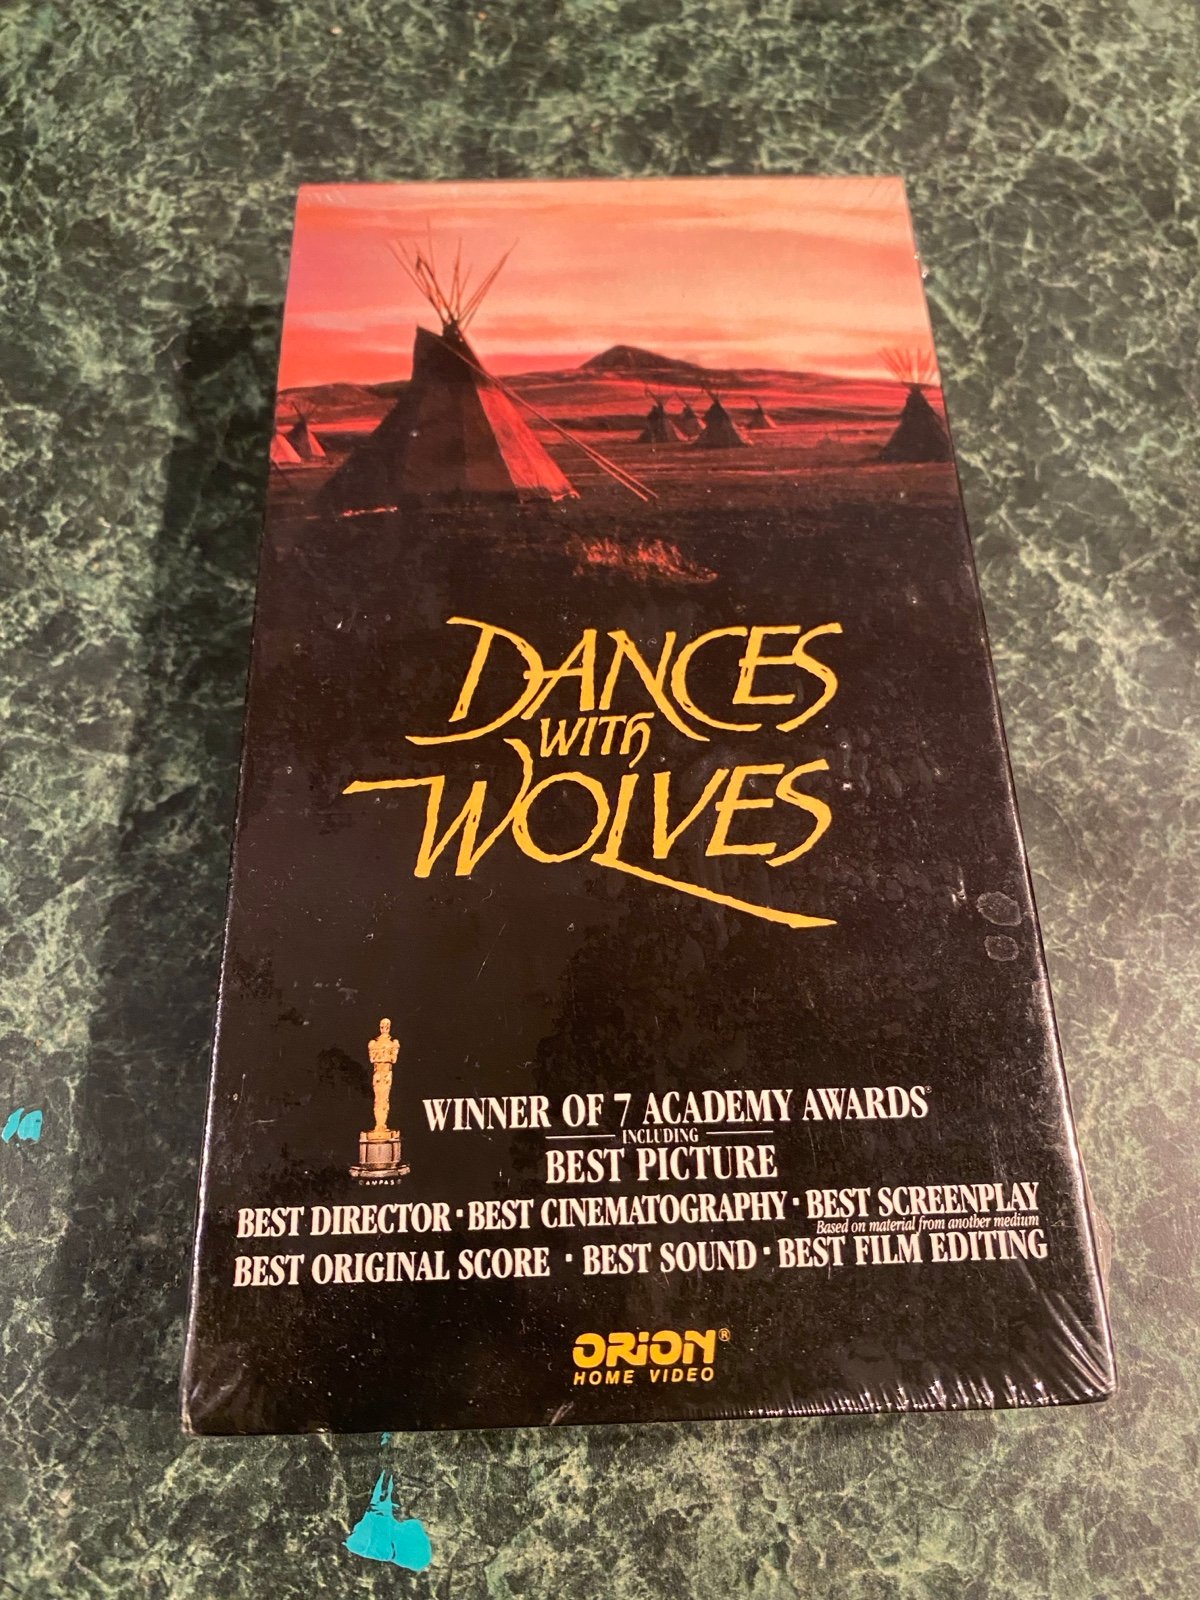 DANCES
WITH
WOLVES
WINNER OF 7 ACADEMY AWARDS®
INCLUDING
BEST PICTURE
BEST DIRECTOR · BEST CINEMATOGRAPHY · BEST SCREENPLAY
Based on material from another medium
BEST ORIGINAL SCORE · BEST SOUND · BEST FILM EDITING
©AMPAS®
ORION®
HOME VIDEO